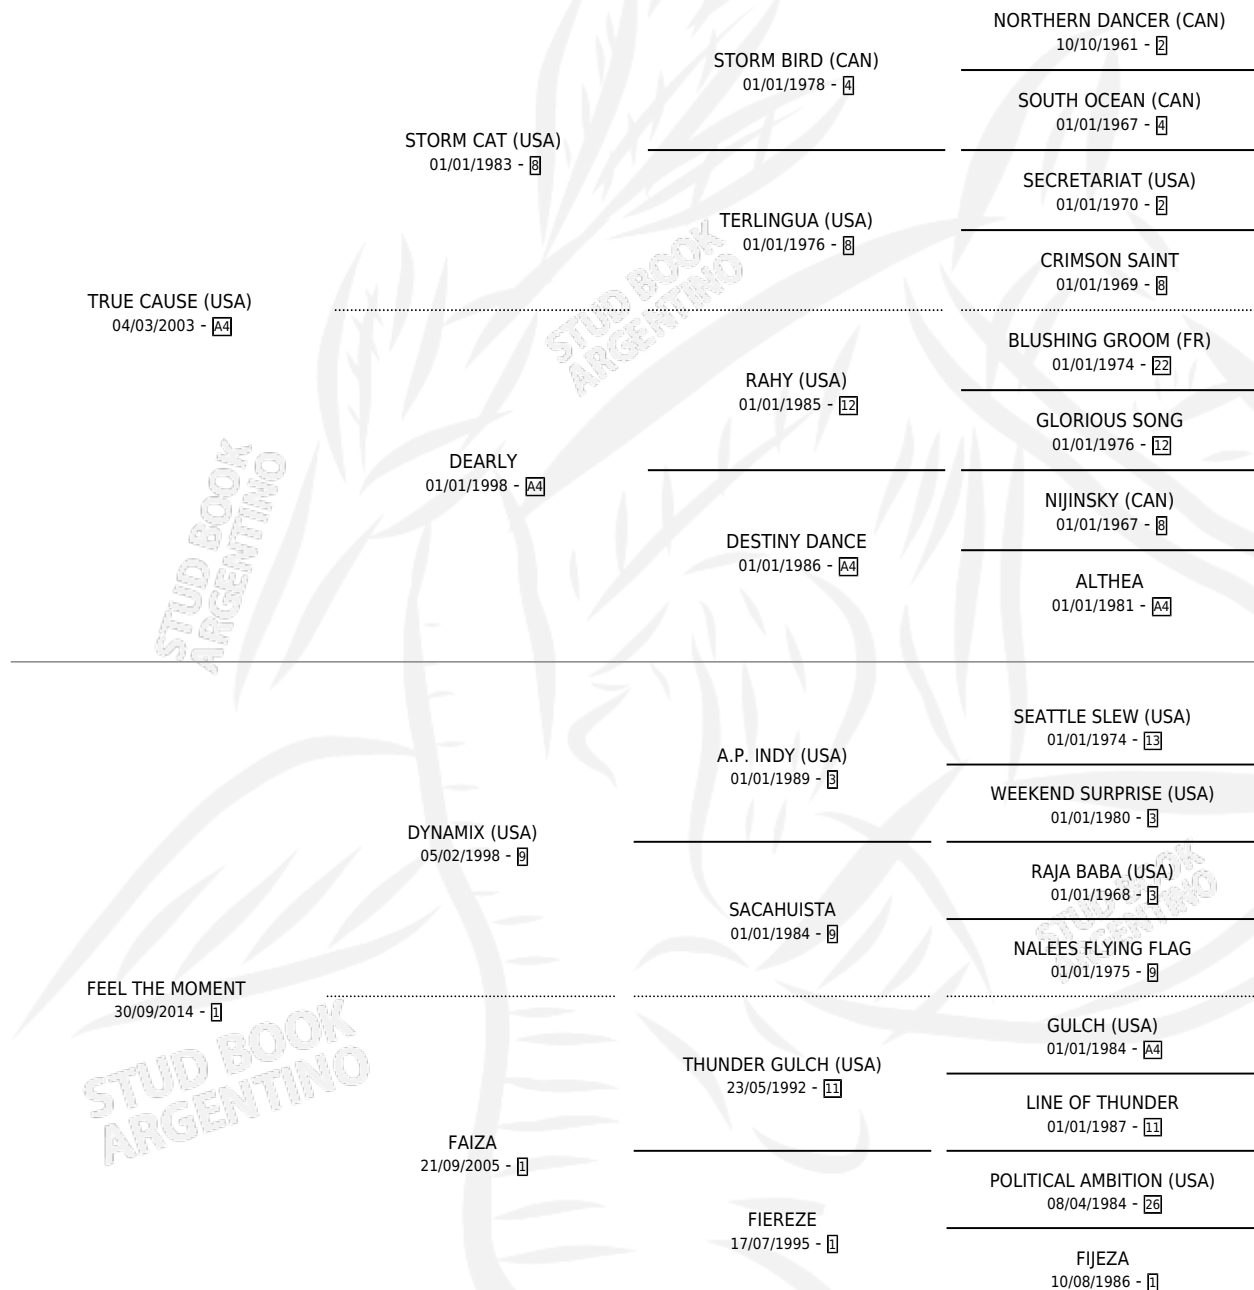 NORTHERN DANCER (CAN)
10/10/1961 - 2
STORM BIRD (CAN)
01/01/1978 - 4
SOUTH OCEAN (CAN)
01/01/1967 - 4
STORM CAT (USA)
01/01/1983 - 8
SECRETARIAT (USA)
01/01/1970 - 2
TERLINGUA (USA)
01/01/1976 - 8
CRIMSON SAINT
01/01/1969 - 8
TRUE CAUSE (USA)
04/03/2003 - A4
BLUSHING GROOM (FR)
01/01/1974 - 22
RAHY (USA)
01/01/1985 - 12
GLORIOUS SONG
01/01/1976 - 12
DEARLY
01/01/1998 - A4
NIJINSKY (CAN)
01/01/1967 - 8
DESTINY DANCE
01/01/1986 - A4
ALTHEA
01/01/1981 - A4
SEATTLE SLEW (USA)
01/01/1974 - 13
A.P. INDY (USA)
01/01/1989 - 3
WEEKEND SURPRISE (USA)
01/01/1980 - 3
DYNAMIX (USA)
05/02/1998 - 9
RAJA BABA (USA)
01/01/1968 - 3
SACAHUISTA
01/01/1984 - 9
NALEES FLYING FLAG
01/01/1975 - 9
FEEL THE MOMENT
30/09/2014 - 1
GULCH (USA)
01/01/1984 - A4
THUNDER GULCH (USA)
23/05/1992 - 11
LINE OF THUNDER
01/01/1987 - 11
FAIZA
21/09/2005 - 1
POLITICAL AMBITION (USA)
08/04/1984 - 26
FIEREZE
17/07/1995 - 1
FIJEZA
10/08/1986 - 1
STUD BOOK
ARGENTINO
STUD BOOK
ARGENTINO
STUD BOOK
ARGENTINO
STUD BOOK
ARGENTINO